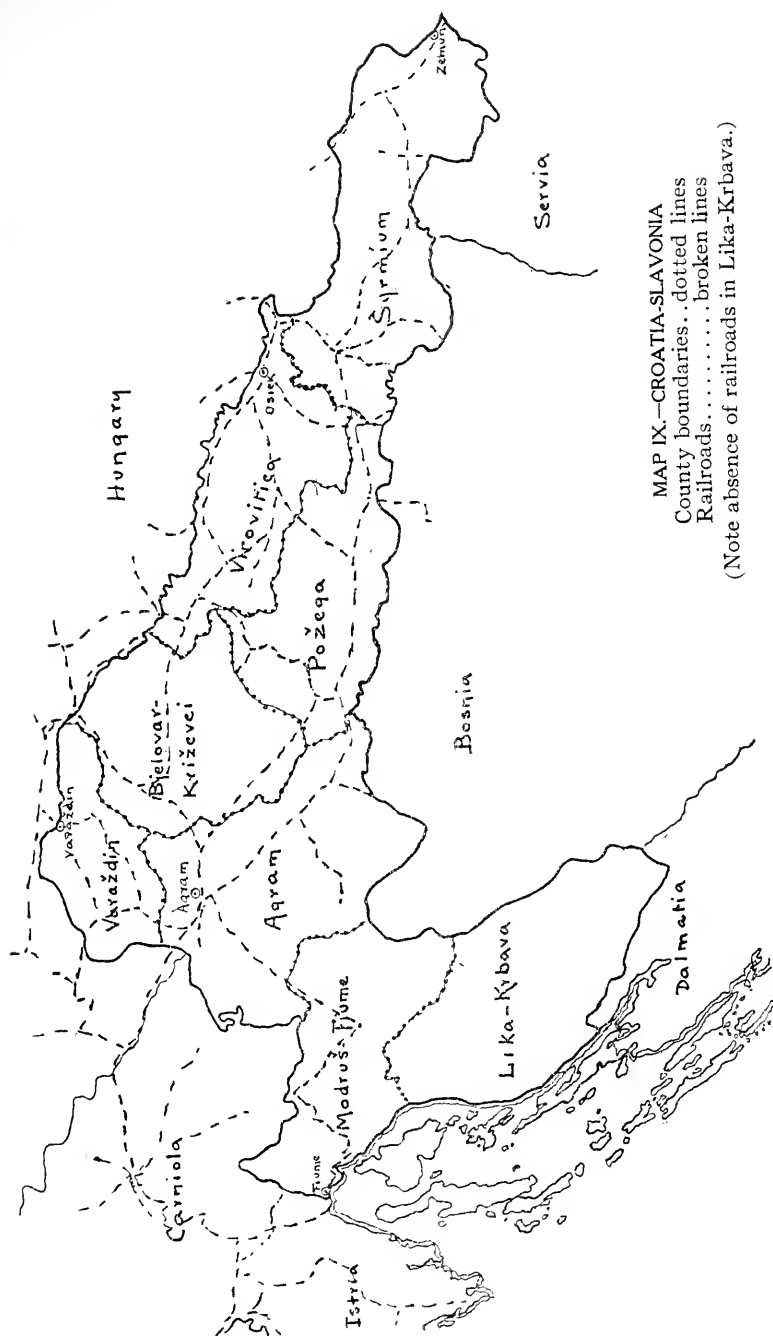 Hungary
Servia
Zemun
Syrmium
Osiek
Virovitica
Požega
Bjelovar-
Križevci
Varaždin
Varaždin
Agram
Agram
Bosnia
Modruš-Fiume
Fiume
Lika-Krbava
Dalmatia
Carniola
Istria
MAP IX.—CROATIA-SLAVONIA
County boundaries..dotted lines
Railroads..........broken lines
(Note absence of railroads in Lika-Krbava.)